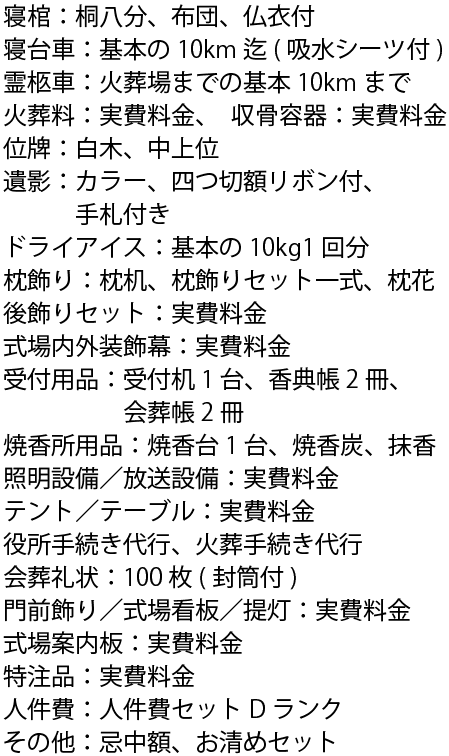 寝棺：桐八分、布団、仏衣付
寝台車：基本の 10km 迄 ( 吸水シーツ付 )
霊柩車：火葬場までの基本 10km まで
火葬料：実費料金、　収骨容器：実費料金
位牌：白木、中上位
遺影：カラー、四つ切額リボン付、
手札付き
ドライアイス：基本の 10kg1 回分
枕飾り：枕机、枕飾りセット一式、枕花
後飾りセット：実費料金
式場内外装飾幕：実費料金
受付用品：受付机 1 台、香典帳 2 冊、
会葬帳 2 冊
焼香所用品：焼香台 1 台、焼香炭、抹香
照明設備／放送設備：実費料金
テント／テーブル：実費料金
役所手続き代行、火葬手続き代行
会葬礼状：100 枚 ( 封筒付 )
門前飾り／式場看板／提灯：実費料金
式場案内板：実費料金
特注品：実費料金
人件費：人件費セット D ランク
その他：忌中額、お清めセット